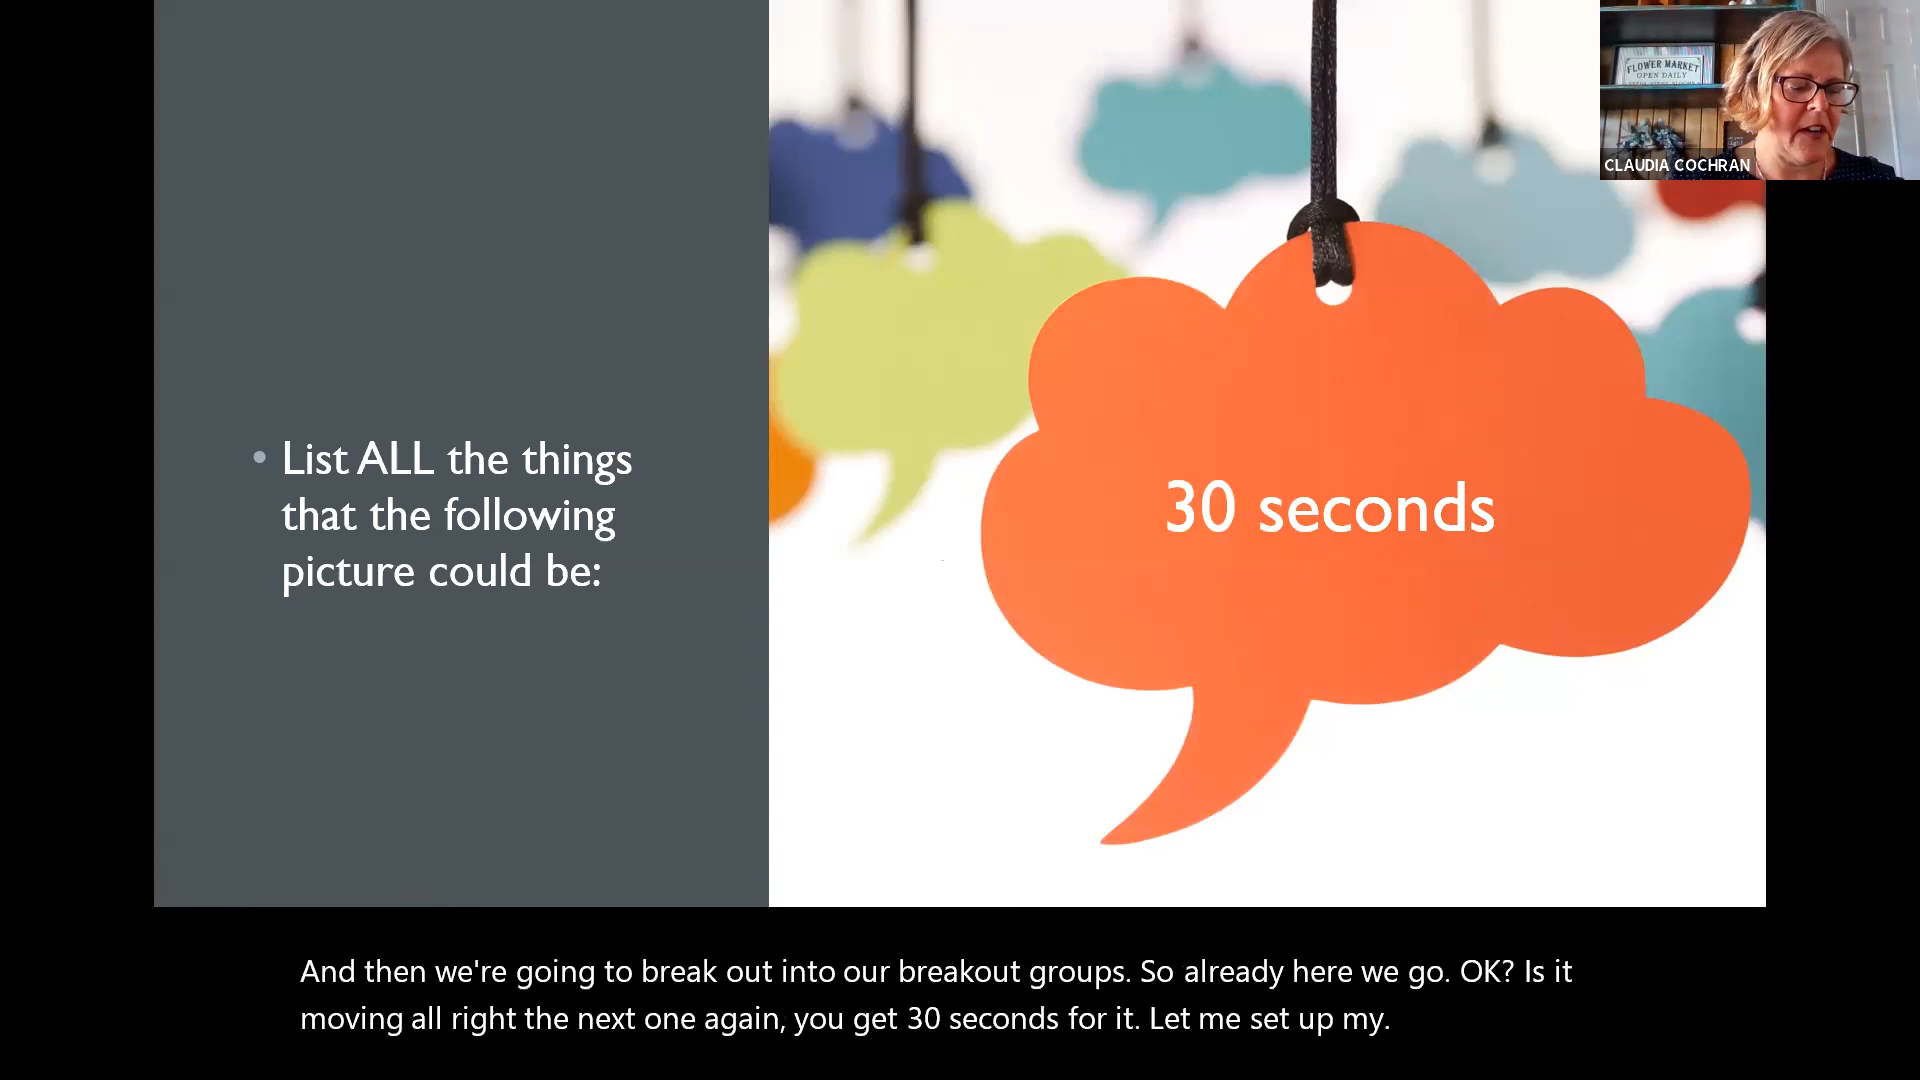 FLOWER MARKET
OPEN DAILY
CLAUDIA COCHRAN
• List ALL the things
that the following
picture could be:
30 seconds
And then we're going to break out into our breakout groups. So already here we go. OK? Is it
moving all right the next one again, you get 30 seconds for it. Let me set up my.